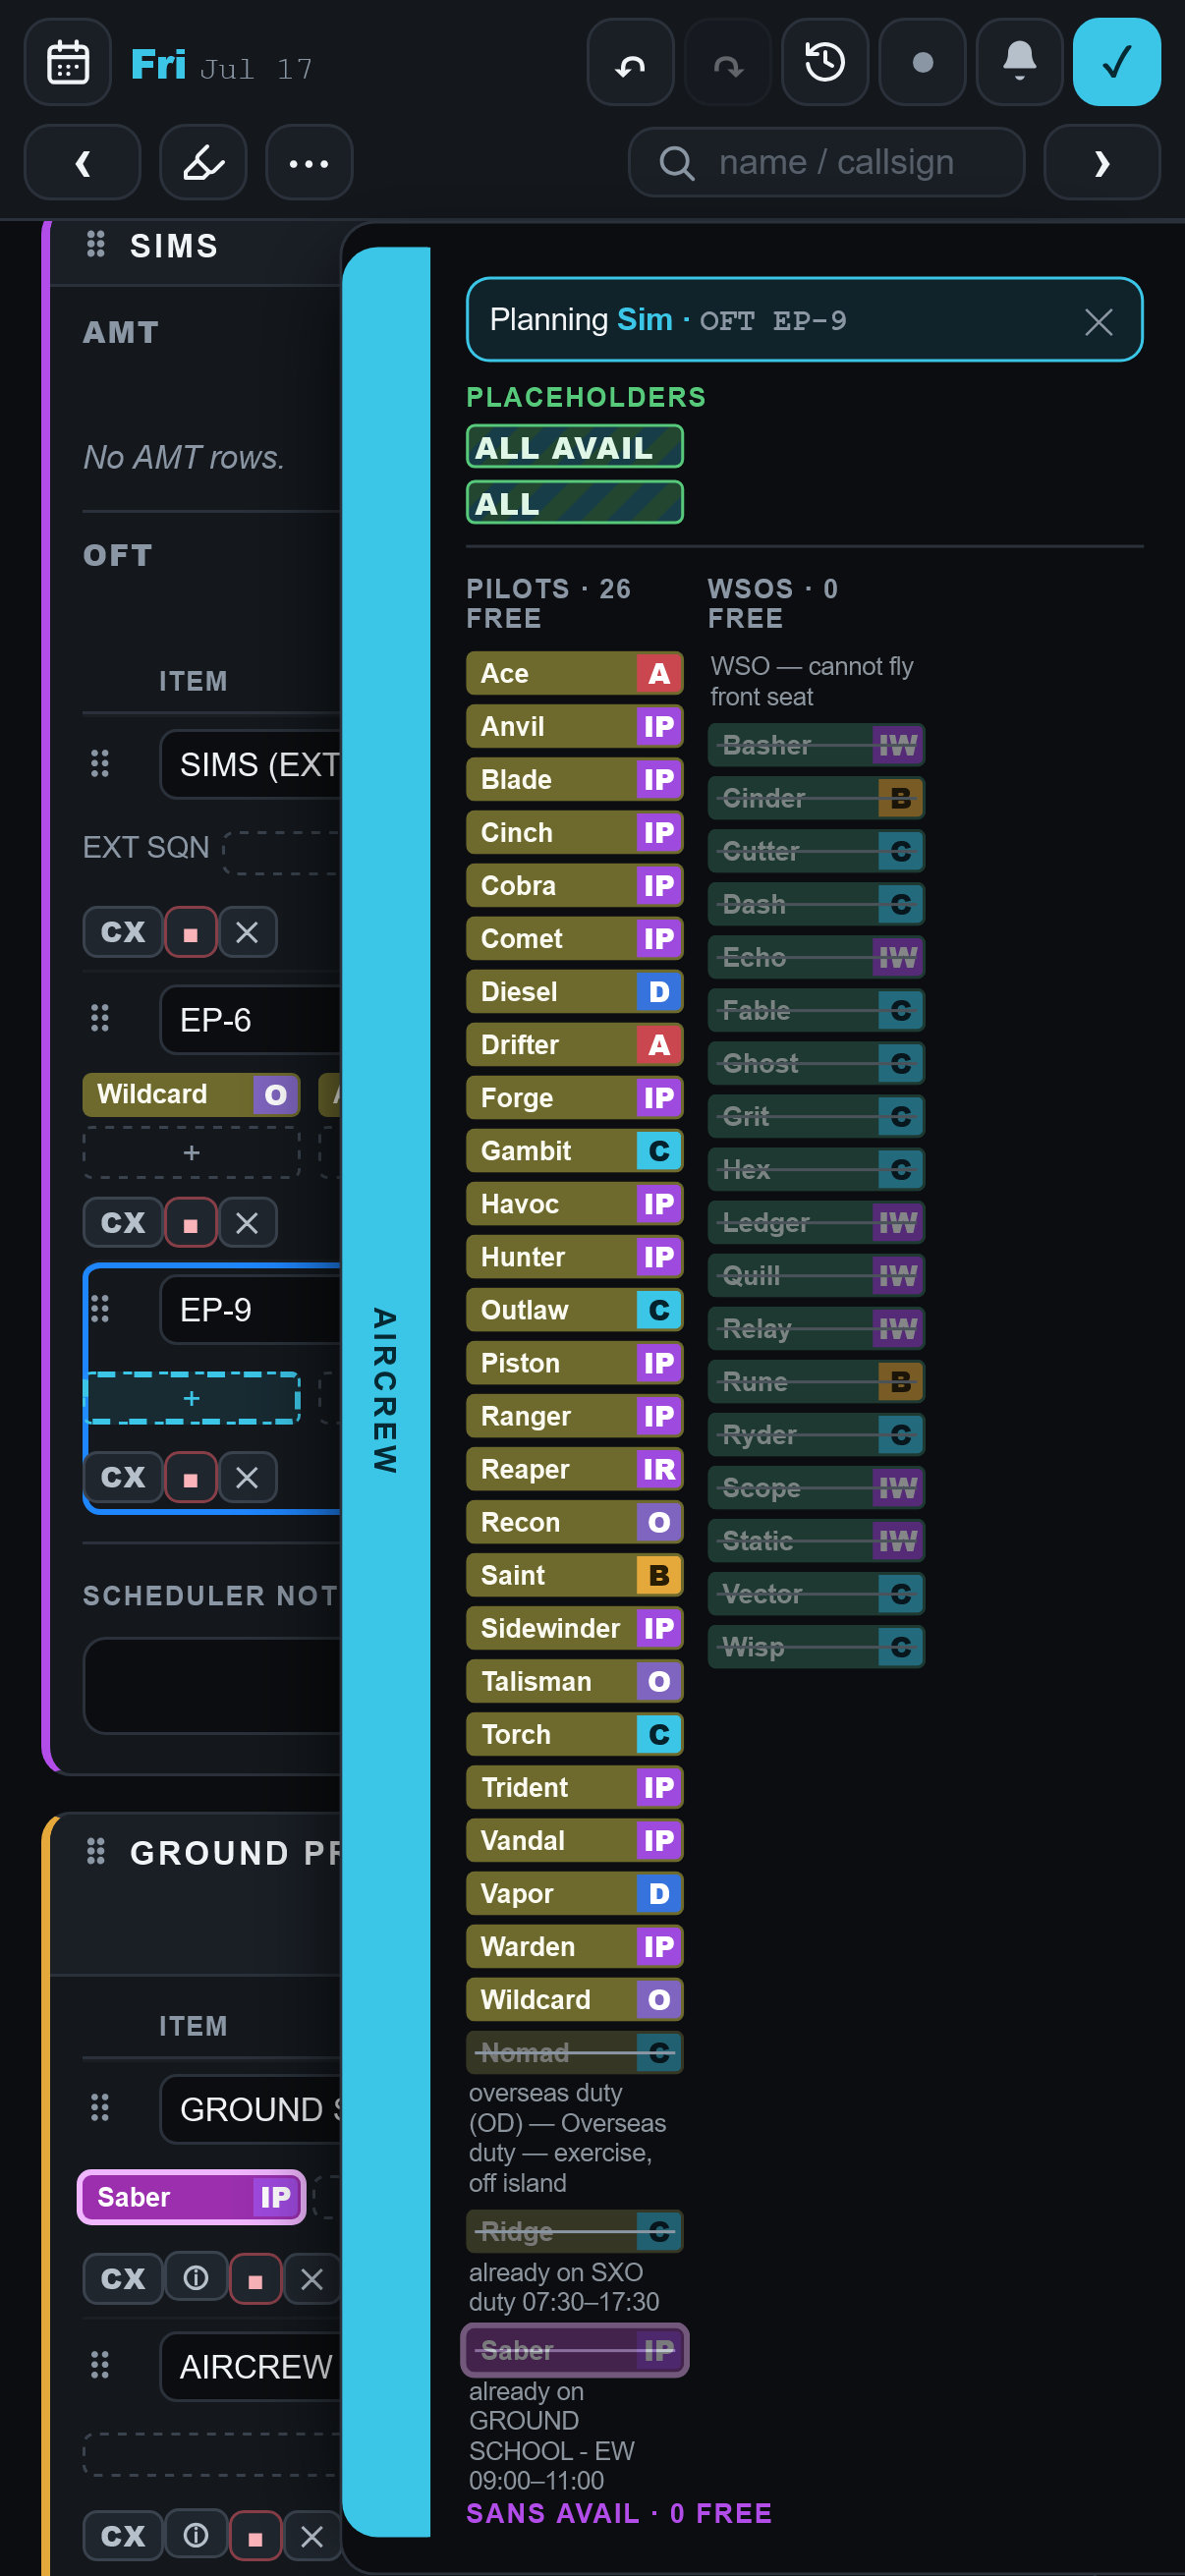 Fri Jul 17
name / callsign
SIMS
AMT
No AMT rows.
OFT
ITEM
SIMS (EXT
EXT SQN
CX
EP-6
Wildcard O
+
CX
EP-9
+
CX
SCHEDULER NOT
GROUND PR
ITEM
GROUND S
Saber IP
CX
AIRCREW
CX
AIRCREW
Planning Sim · OFT EP-9
PLACEHOLDERS
ALL AVAIL
ALL
PILOTS · 26
FREE
Ace A
Anvil IP
Blade IP
Cinch IP
Cobra IP
Comet IP
Diesel D
Drifter A
Forge IP
Gambit C
Havoc IP
Hunter IP
Outlaw C
Piston IP
Ranger IP
Reaper IR
Recon O
Saint B
Sidewinder IP
Talisman O
Torch C
Trident IP
Vandal IP
Vapor D
Warden IP
Wildcard O
Nomad C
overseas duty
(OD) — Overseas
duty — exercise,
off island
Ridge C
already on SXO
duty 07:30–17:30
Saber IP
already on
GROUND
SCHOOL - EW
09:00–11:00
WSOS · 0
FREE
WSO — cannot fly
front seat
Basher IW
Cinder B
Cutter C
Dash C
Echo IW
Fable C
Ghost C
Grit C
Hex C
Ledger IW
Quill IW
Relay IW
Rune B
Ryder C
Scope IW
Static IW
Vector C
Wisp C
SANS AVAIL · 0 FREE